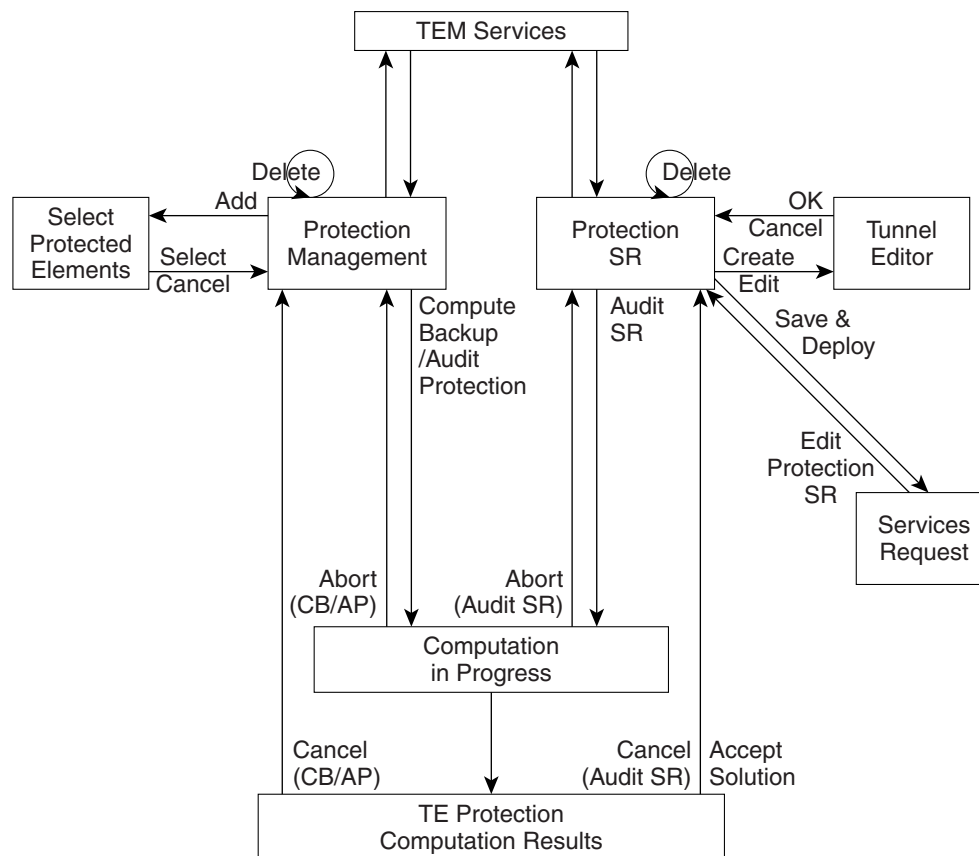 TEM Services
Delete
Delete
Add
OK
Cancel
Select
Protected
Elements
Protection
Management
Protection
SR
Tunnel
Editor
Select
Cancel
Create
Edit
Compute
Backup
/Audit
Protection
Audit
SR
Save &
Deploy
Edit
Protection
SR
Services
Request
Abort
(CB/AP)
Abort
(Audit SR)
Computation
in Progress
Cancel
(CB/AP)
Cancel
(Audit SR)
Accept
Solution
TE Protection
Computation Results